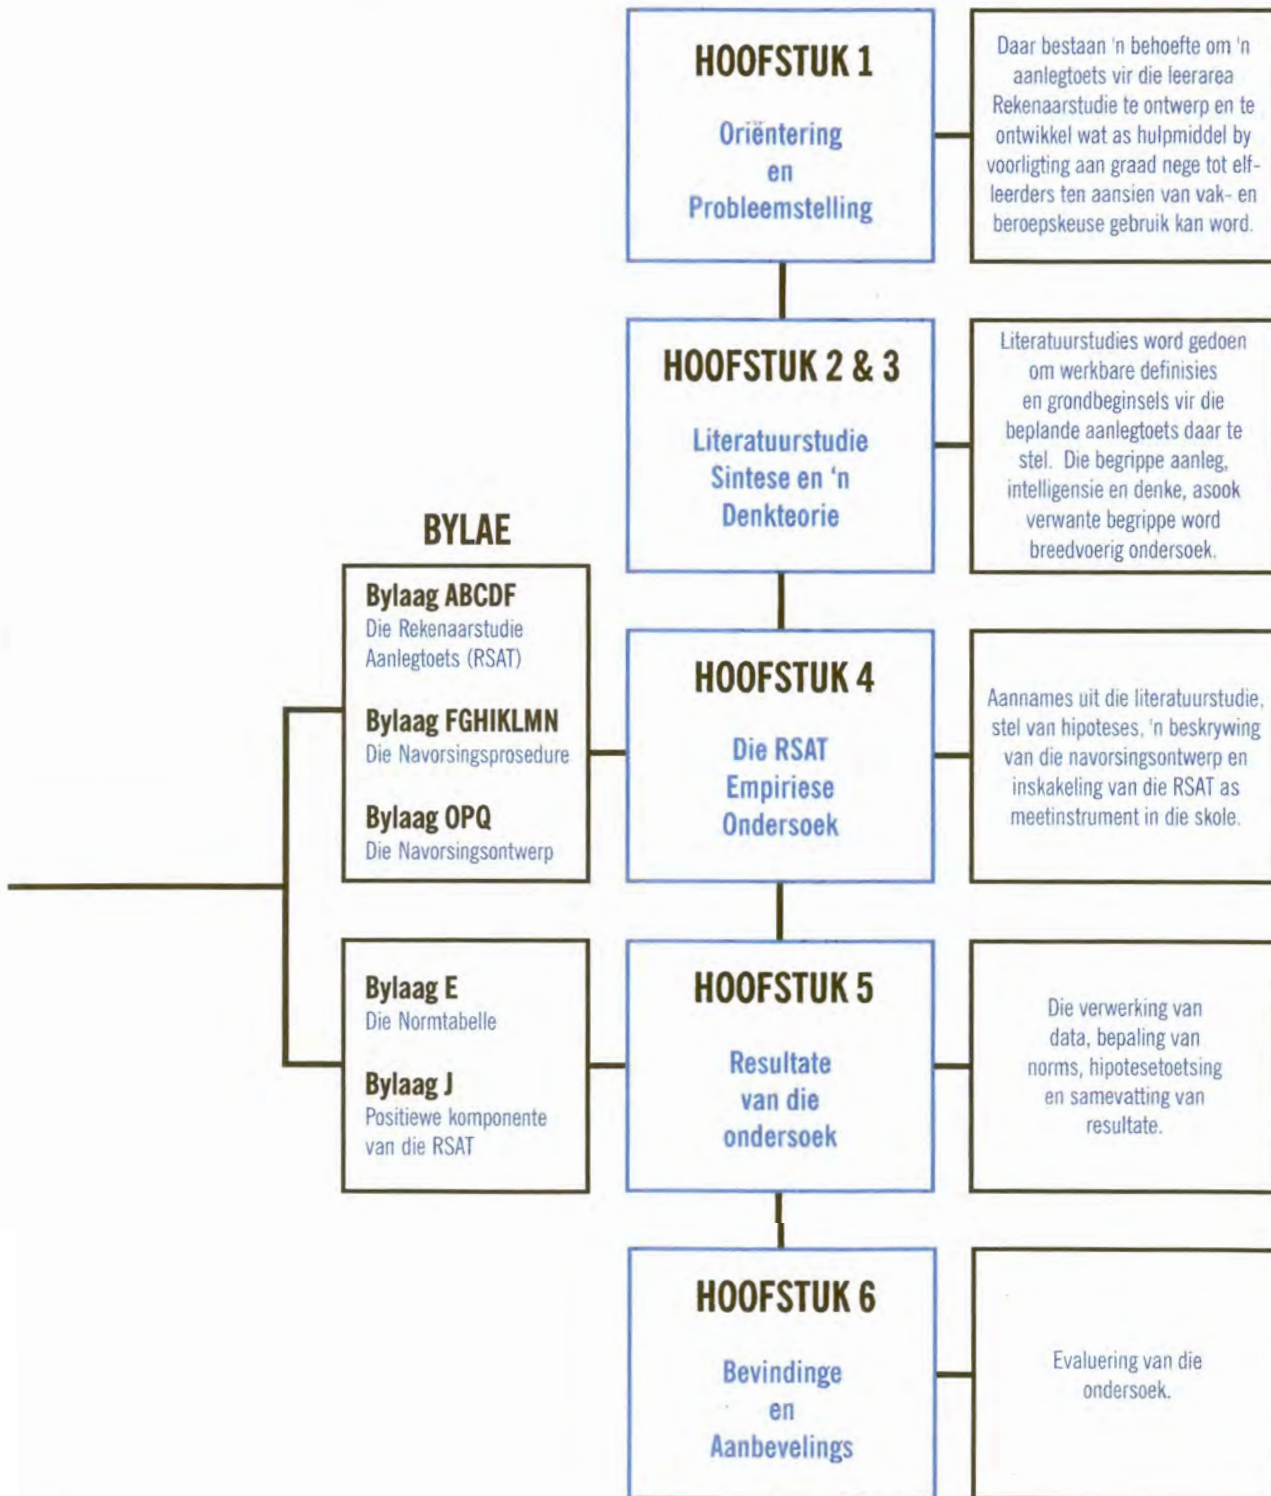 HOOFSTUK 1
Oriëntering
en
Probleemstelling
Daar bestaan 'n behoefte om 'n
aanlegtoets vir die leerarea
Rekenaarstudie te ontwerp en te
ontwikkel wat as hulpmiddel by
voorligting aan graad nege tot elf-
leerders ten aansien van vak- en
beroepskeuse gebruik kan word.
HOOFSTUK 2 & 3
Literatuurstudie
Sintese en 'n
Denkteorie
Literatuurstudies word gedoen
om werkbare definisies
en grondbeginsels vir die
beplande aanlegtoets daar te
stel. Die begrippe aanleg,
intelligensie en denke, asook
verwante begrippe word
breedvoerig ondersoek.
BYLAE
Bylaag ABCDF
Die Rekenaarstudie
Aanlegtoets (RSAT)
Bylaag FGHIKLMN
Die Navorsingsprosedure
Bylaag OPQ
Die Navorsingsontwerp
HOOFSTUK 4
Die RSAT
Empiriese
Ondersoek
Aannames uit die literatuurstudie,
stel van hipoteses, 'n beskrywing
van die navorsingsontwerp en
inskakeling van die RSAT as
meetinstrument in die skole.
Bylaag E
Die Normtabelle
Bylaag J
Positiewe komponente
van die RSAT
HOOFSTUK 5
Resultate
van die
ondersoek
Die verwerking van
data, bepaling van
norms, hipotesetoetsing
en samevatting van
resultate.
HOOFSTUK 6
Bevindinge
en
Aanbevelings
Evaluering van die
ondersoek.